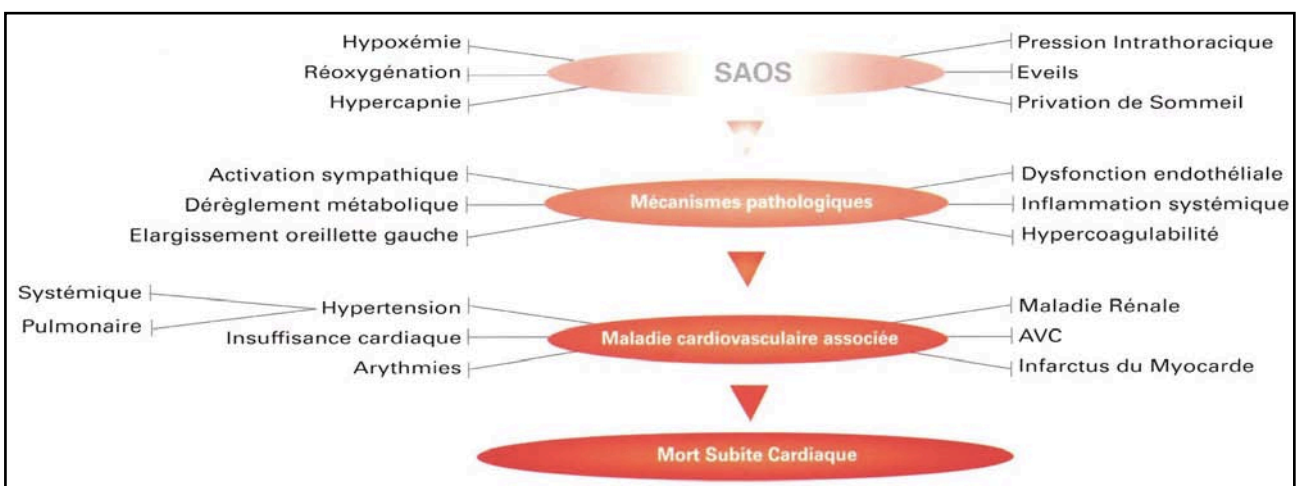 Hypoxémie
Réoxygénation
Hypercapnie
SAOS
Pression Intrathoracique
Eveils
Privation de Sommeil
Activation sympathique
Dérèglement métabolique
Elargissement oreillette gauche
Mécanismes pathologiques
Dysfonction endothéliale
Inflammation systémique
Hypercoagulabilité
Systémique
Pulmonaire
Hypertension
Insuffisance cardiaque
Arythmies
Maladie cardiovasculaire associée
Maladie Rénale
AVC
Infarctus du Myocarde
Mort Subite Cardiaque